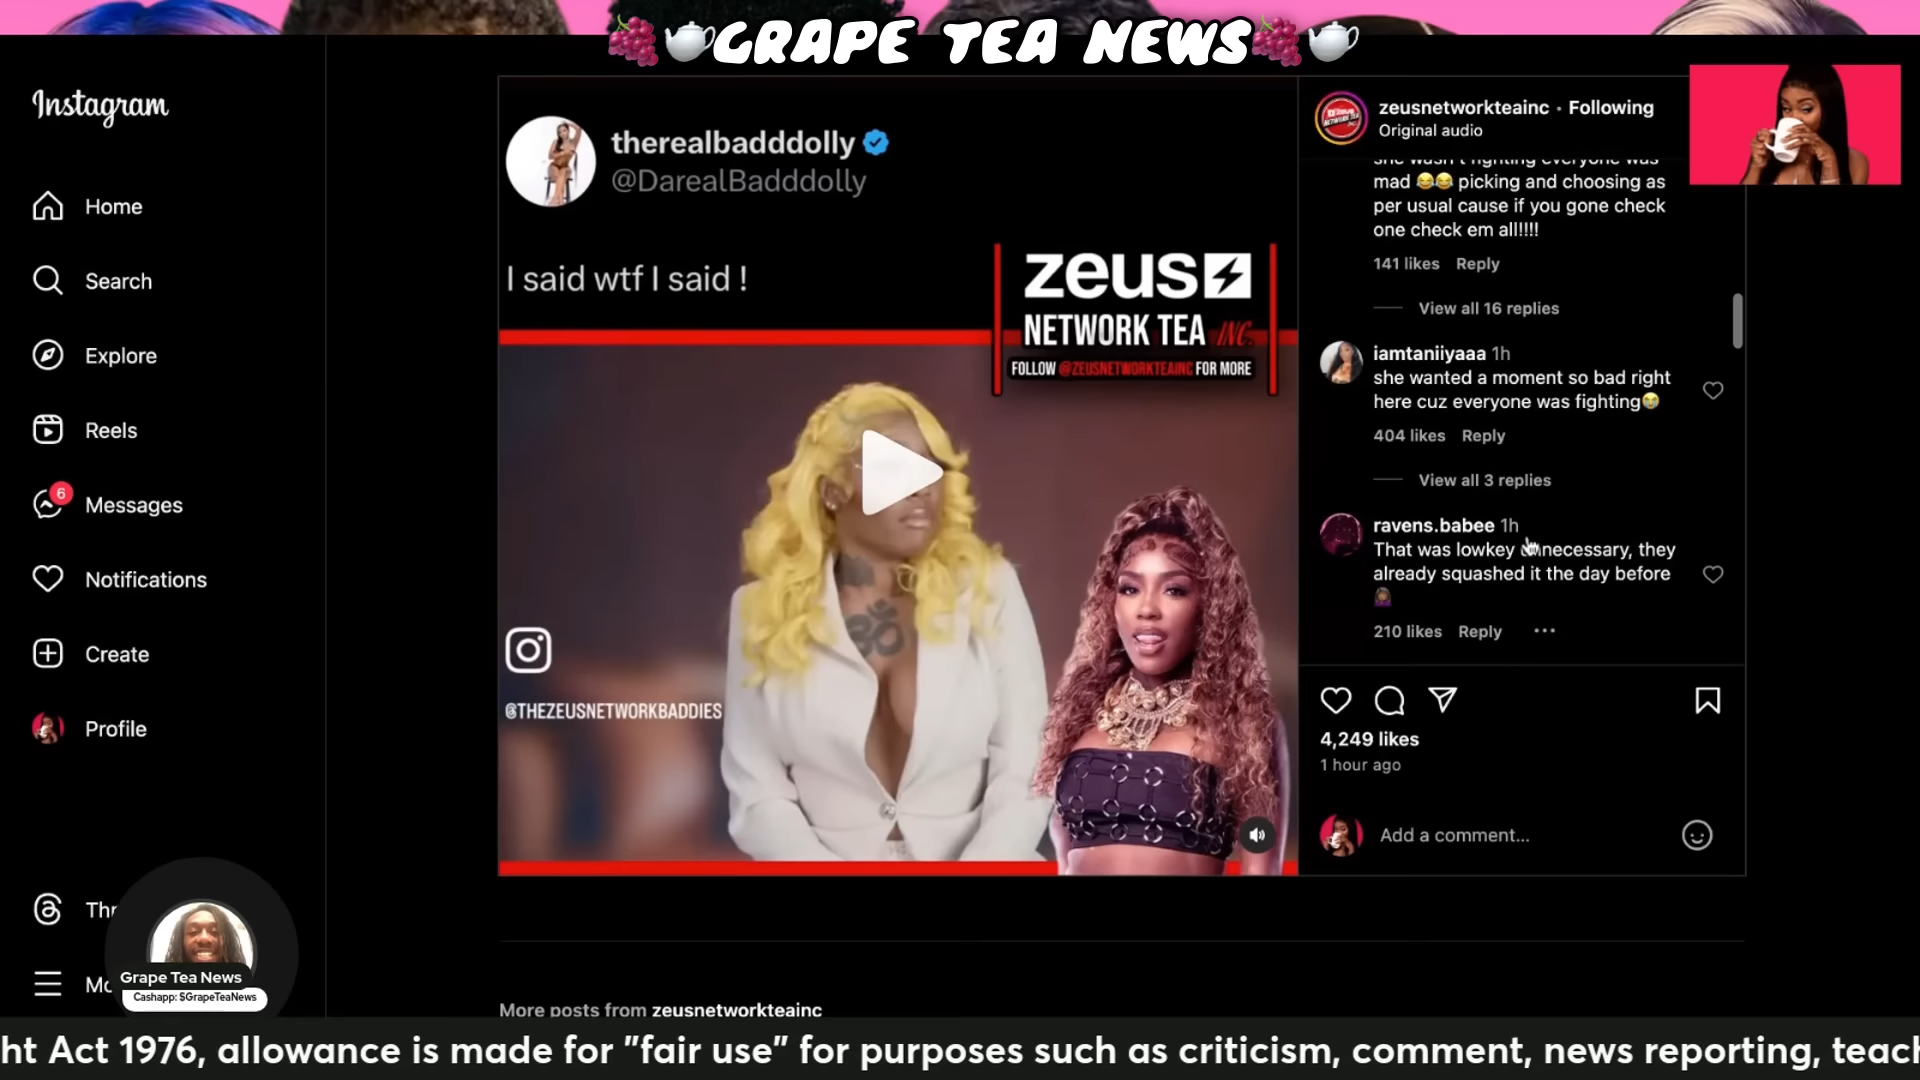 GRAPE TEA NEWS
Instagram
Home
Search
Explore
Reels
6
Messages
Notifications
Create
Profile
Grape Tea News
Cashapp: $GrapeTeaNews
therealbadddolly
@DarealBadddolly
I said wtf I said !
zeus
NETWORK TEA INC.
FOLLOW @ZEUSNETWORKTEAINC FOR MORE
@THEZEUSNETWORKBADDIES
zeusnetworkteainc · Following
Original audio
she wasn't fighting everyone was
mad 😂😂 picking and choosing as
per usual cause if you gone check
one check em all!!!!
141 likes Reply
View all 16 replies
iamtaniiyaaa 1h
she wanted a moment so bad right
here cuz everyone was fighting😭
404 likes Reply
View all 3 replies
ravens.babee 1h
That was lowkey unnecessary, they
already squashed it the day before
210 likes Reply ...
4,249 likes
1 hour ago
Add a comment...
More posts from zeusnetworkteainc
ht Act 1976, allowance is made for "fair use" for purposes such as criticism, comment, news reporting, teach